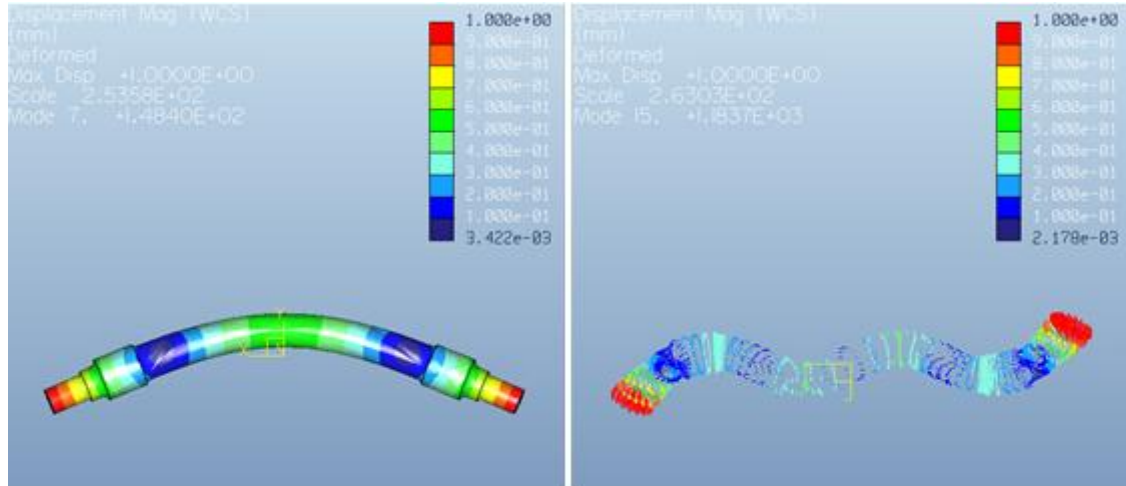 Displacement Mag (WCS)
(mm)
Deformed
Max Disp +1.0000E+00
Scale 2.5358E+02
Mode 7, +1.4840E+02
1.000e+00
9.000e-01
8.000e-01
7.000e-01
6.000e-01
5.000e-01
4.000e-01
3.000e-01
2.000e-01
1.000e-01
3.422e-03
Displacement Mag (WCS)
(mm)
Deformed
Max Disp +1.0000E+00
Scale 2.6303E+02
Mode 15, +1.1837E+03
1.000e+00
9.000e-01
8.000e-01
7.000e-01
6.000e-01
5.000e-01
4.000e-01
3.000e-01
2.000e-01
1.000e-01
2.178e-03